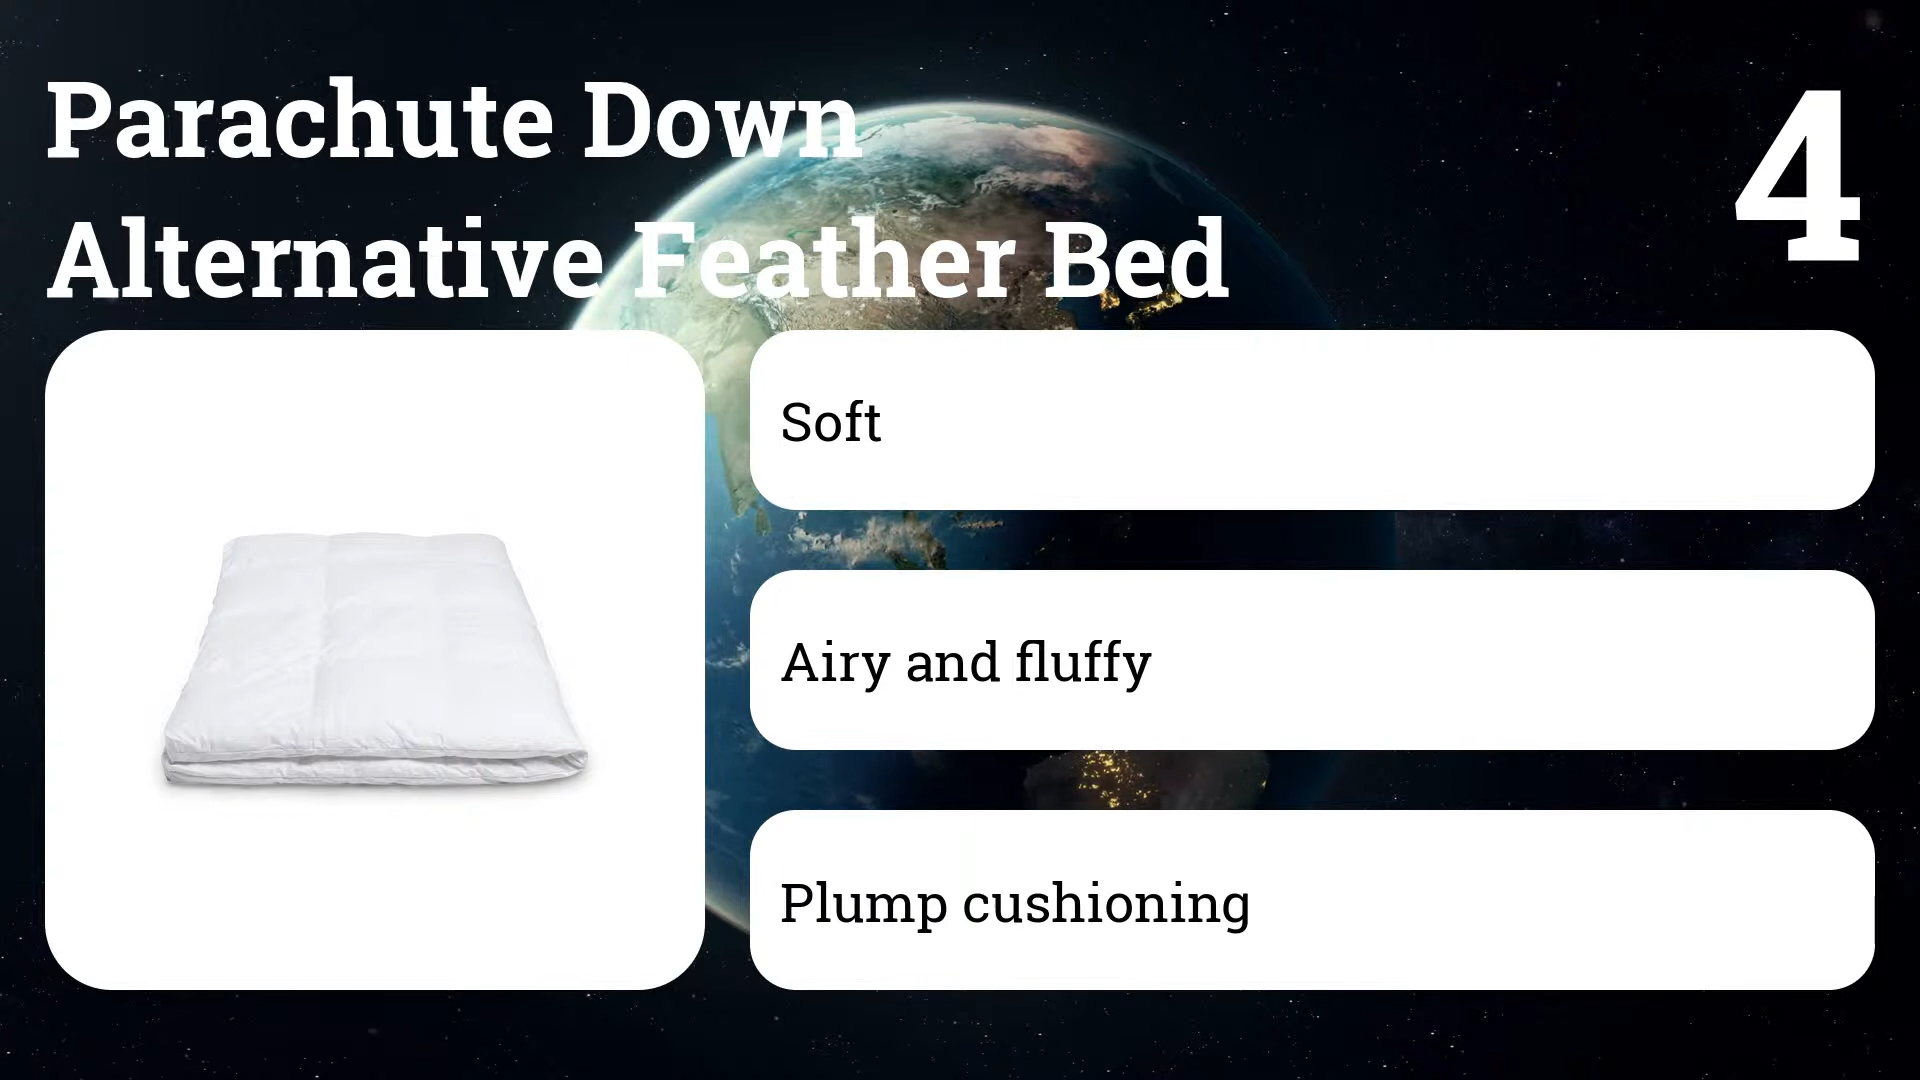 Parachute Down
Alternative Feather Bed
4
Soft
Airy and fluffy
Plump cushioning